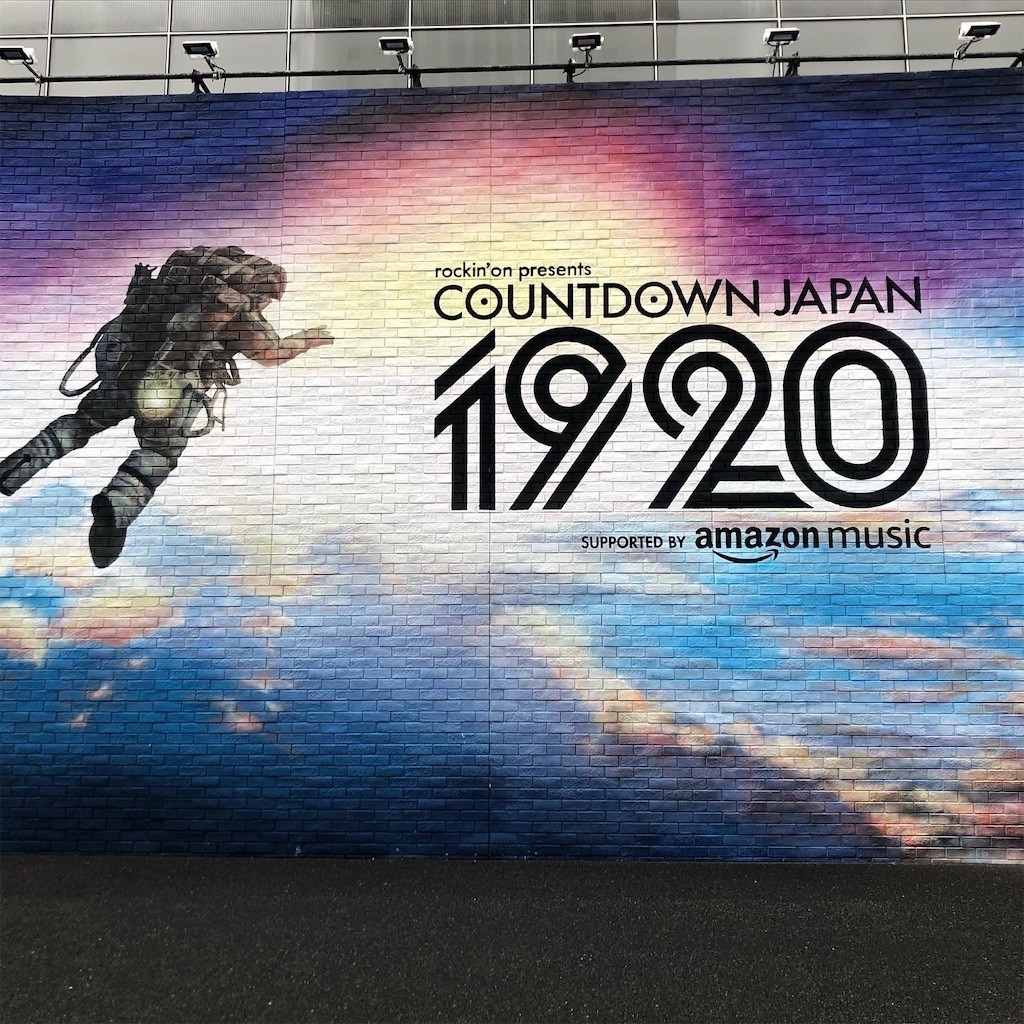 rockin'on presents
COUNTDOWN JAPAN
1920
SUPPORTED BY amazon music